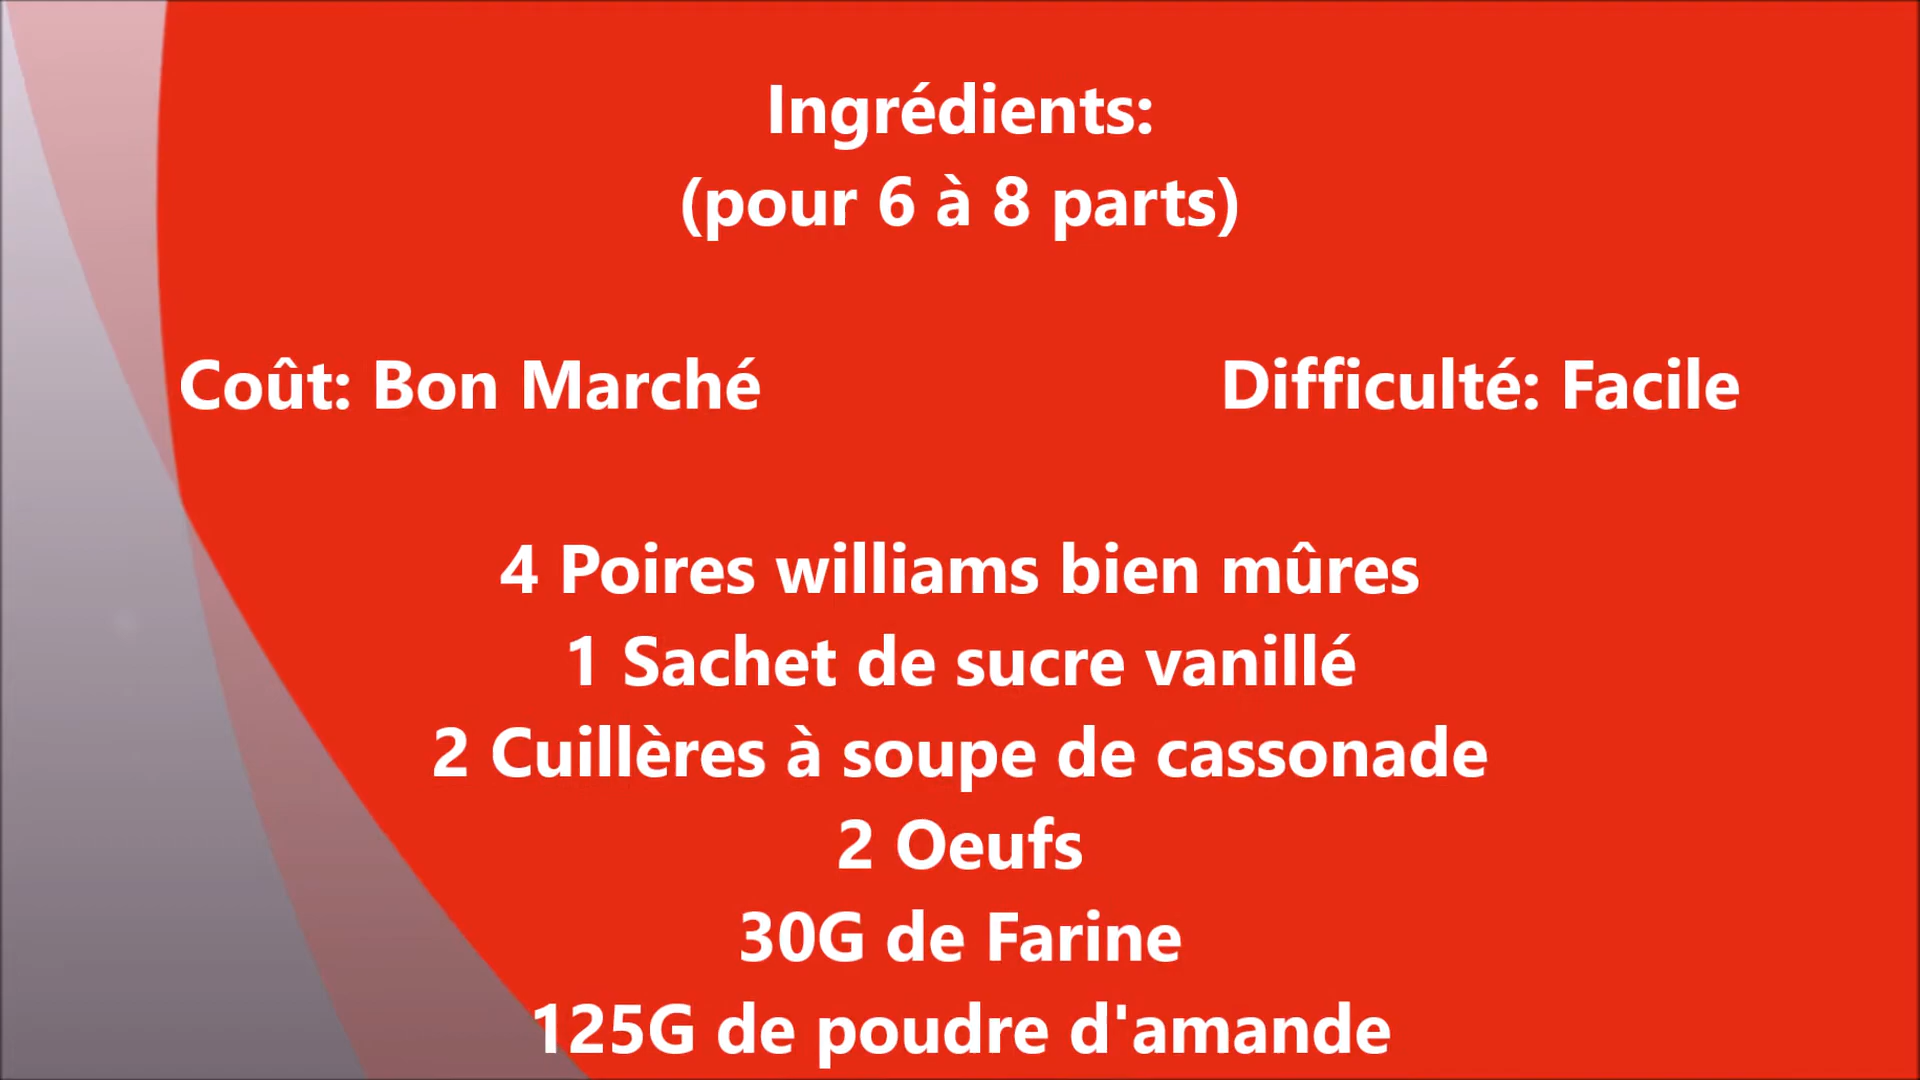 Ingrédients:
(pour 6 à 8 parts)
Coût: Bon Marché Difficulté: Facile
4 Poires williams bien mûres
1 Sachet de sucre vanillé
2 Cuillères à soupe de cassonade
2 Oeufs
30G de Farine
125G de poudre d'amande